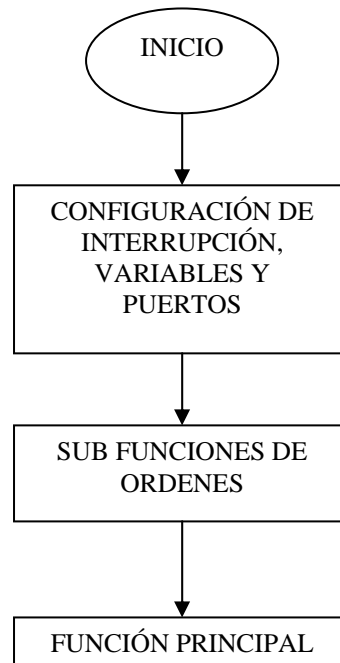 INICIO
CONFIGURACIÓN DE
INTERRUPCIÓN,
VARIABLES Y
PUERTOS
SUB FUNCIONES DE
ORDENES
FUNCIÓN PRINCIPAL